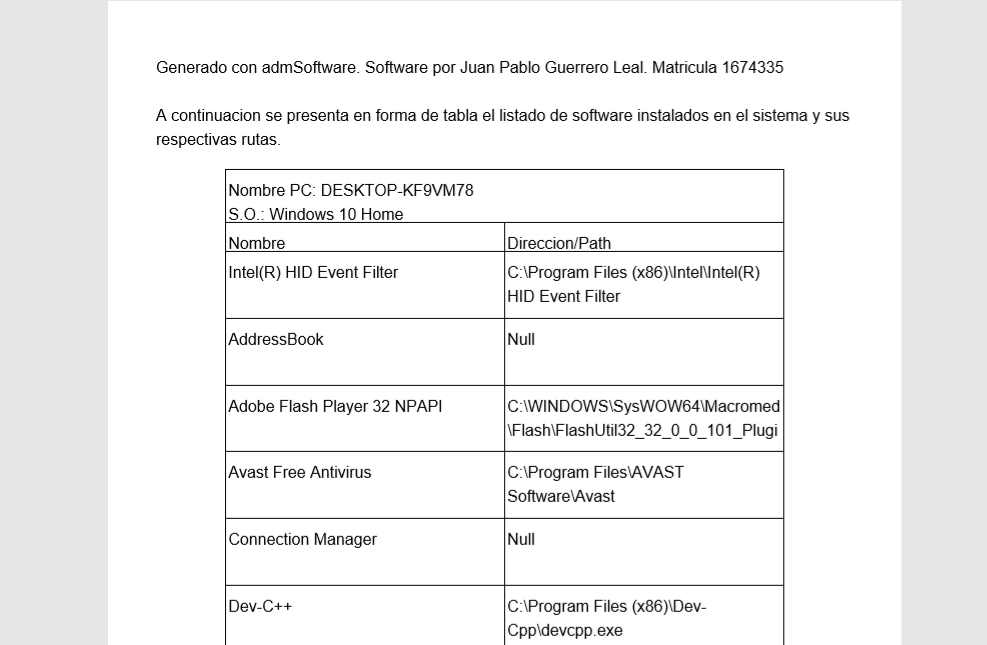 Generado con admSoftware. Software por Juan Pablo Guerrero Leal. Matricula 1674335
A continuacion se presenta en forma de tabla el listado de software instalados en el sistema y sus
respectivas rutas.
Nombre PC: DESKTOP-KF9VM78
S.O.: Windows 10 Home
Nombre Direccion/Path
Intel(R) HID Event Filter C:\Program Files (x86)\Intel\Intel(R)
HID Event Filter
AddressBook Null
Adobe Flash Player 32 NPAPI C:\WINDOWS\SysWOW64\Macromed
\Flash\FlashUtil32_32_0_0_101_Plugi
Avast Free Antivirus C:\Program Files\AVAST
Software\Avast
Connection Manager Null
Dev-C++ C:\Program Files (x86)\Dev-
Cpp\devcpp.exe